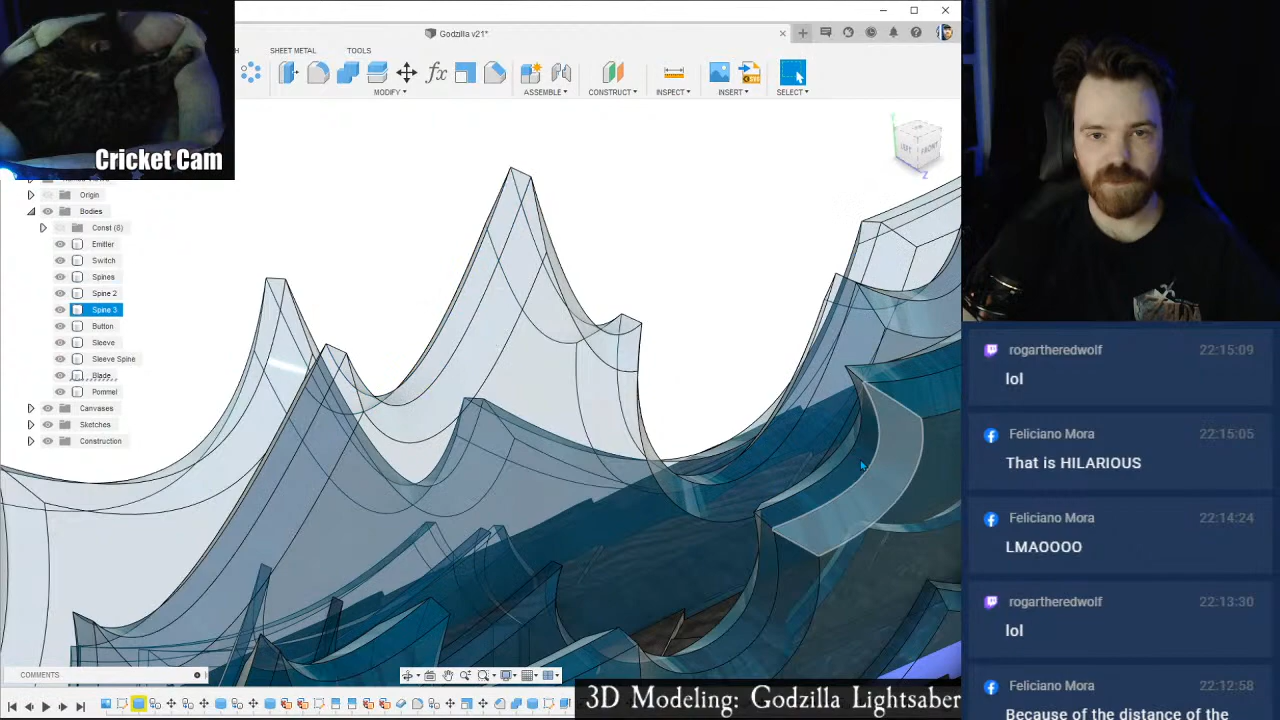 Godzilla v21*
SHEET METAL TOOLS
MODIFY ASSEMBLE CONSTRUCT INSPECT INSERT SELECT
Cricket Cam
Origin
Bodies
Const (8)
Emitter
Switch
Spines
Spine 2
Spine 3
Button
Sleeve
Sleeve Spine
Blade
Pommel
Canvases
Sketches
Construction
LEFT FRONT
Z
COMMENTS
3D Modeling: Godzilla Lightsaber
rogartheredwolf 22:15:09
lol
Feliciano Mora 22:15:05
That is HILARIOUS
Feliciano Mora 22:14:24
LMAOOOO
rogartheredwolf 22:13:30
lol
Feliciano Mora 22:12:58
Because of the distance of the